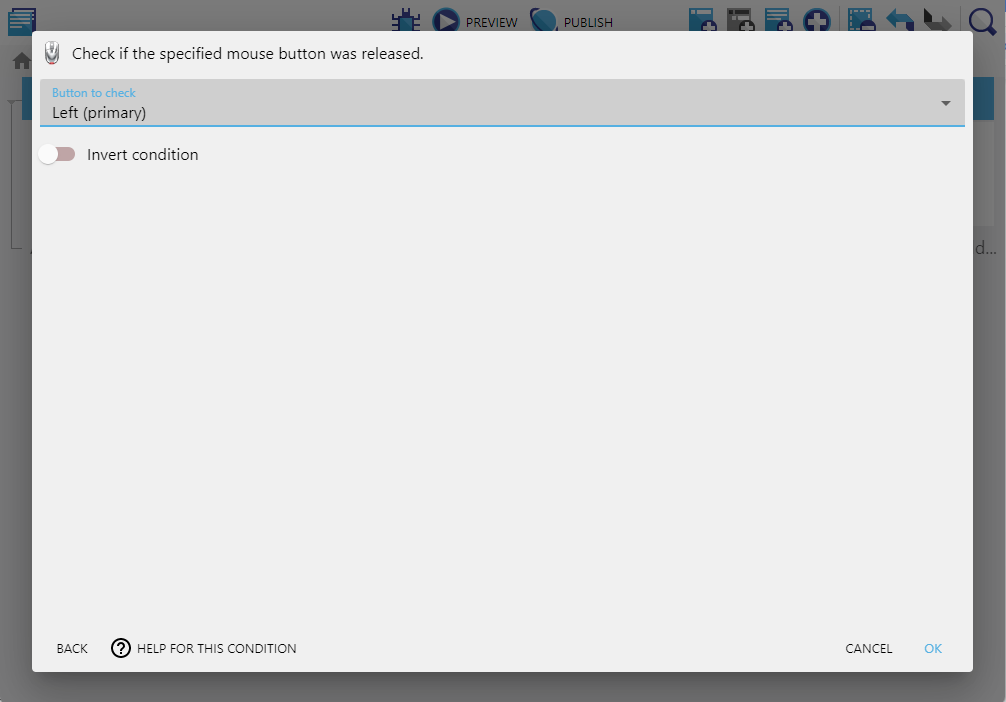 PREVIEW
PUBLISH
Check if the specified mouse button was released.
Button to check
Left (primary)
Invert condition
d...
BACK
HELP FOR THIS CONDITION
CANCEL
OK